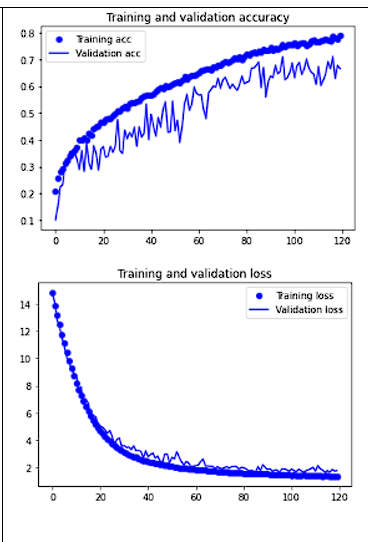 Training and validation accuracy
0.8
0.7
0.6
0.5
0.4
0.3
0.2
0.1
Training acc
Validation acc
0 20 40 60 80 100 120
Training and validation loss
14
12
10
8
6
4
2
Training loss
Validation loss
0 20 40 60 80 100 120